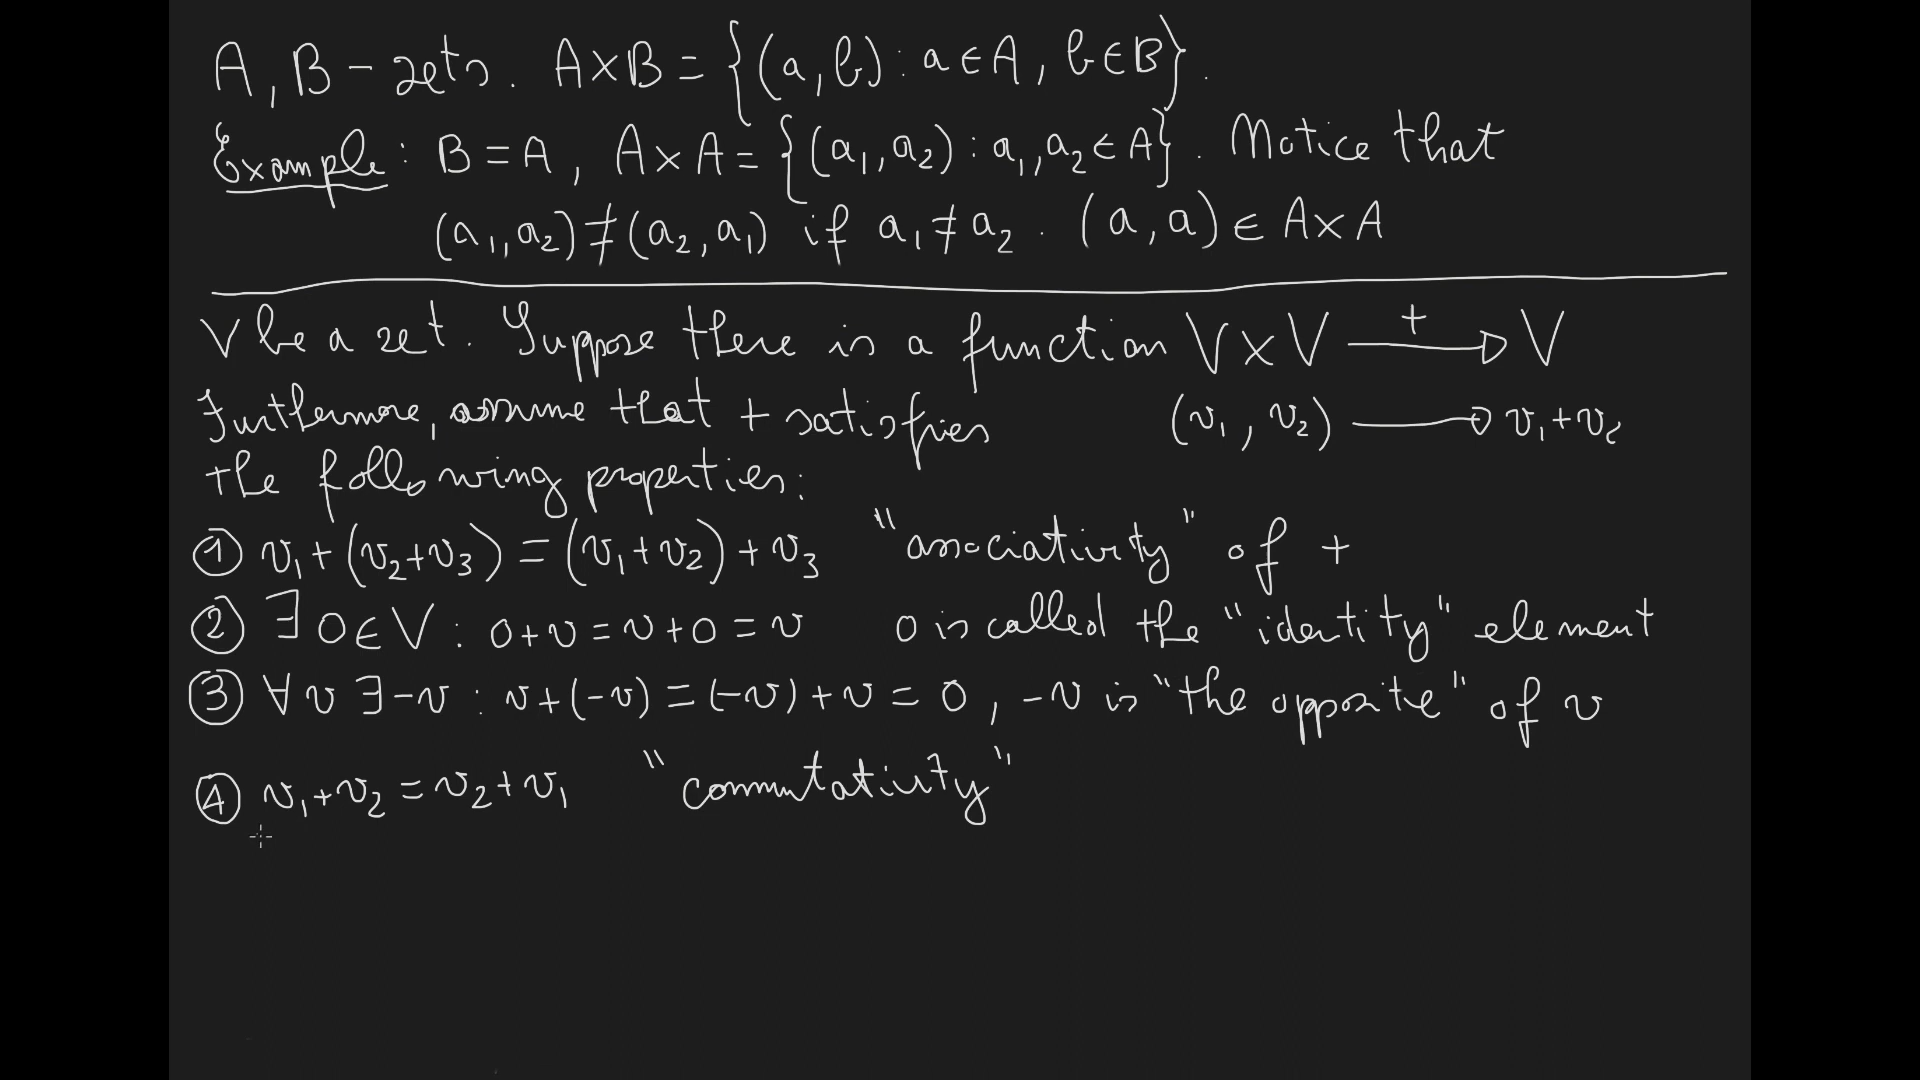 A, B - sets. A×B = {(a, b) : a ∈ A, b ∈ B}.
Example: B = A, A×A = {(a₁, a₂) : a₁, a₂ ∈ A}. Notice that
(a₁, a₂) ≠ (a₂, a₁) if a₁ ≠ a₂. (a, a) ∈ A×A
V be a set. Suppose there is a function V×V —+→ V
Furthermore, assume that + satisfies (v₁, v₂) → v₁+v₂
the following properties:
① v₁+(v₂+v₃) = (v₁+v₂)+v₃ "associativity" of +
② ∃ 0 ∈ V : 0+v = v+0 = v 0 is called the "identity" element
③ ∀ v ∃ -v : v+(-v) = (-v)+v = 0, -v is "the opposite" of v
④ v₁+v₂ = v₂+v₁ "commutativity"